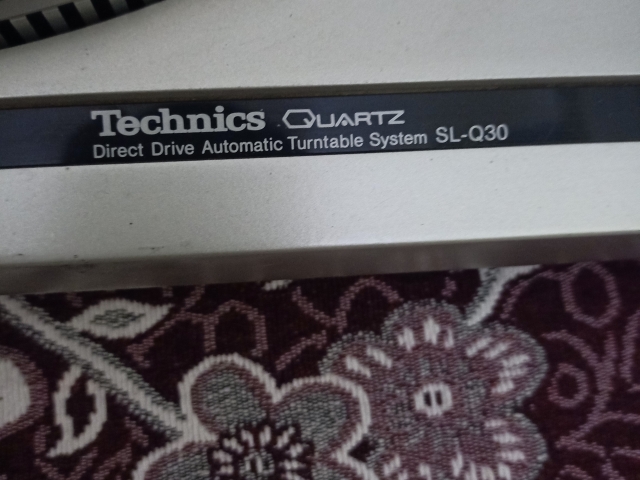 Technics QUARTZ
Direct Drive Automatic Turntable System SL-Q30